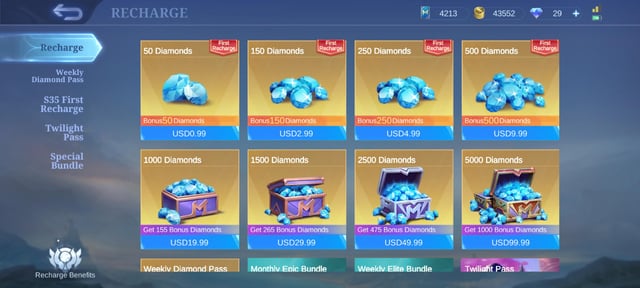 RECHARGE
4213
43552
29
+
Recharge
Weekly
Diamond Pass
S35 First
Recharge
Twilight
Pass
Special
Bundle
Recharge Benefits
50 Diamonds
First
Recharge
Bonus50Diamonds
USD0.99
150 Diamonds
First
Recharge
Bonus150Diamonds
USD2.99
250 Diamonds
First
Recharge
Bonus250Diamonds
USD4.99
500 Diamonds
First
Recharge
Bonus500Diamonds
USD9.99
1000 Diamonds
Get 155 Bonus Diamonds
USD19.99
1500 Diamonds
Get 265 Bonus Diamonds
USD29.99
2500 Diamonds
Get 475 Bonus Diamonds
USD49.99
5000 Diamonds
Get 1000 Bonus Diamonds
USD99.99
Weekly Diamond Pass
Monthly Epic Bundle
Weekly Elite Bundle
Twilight Pass